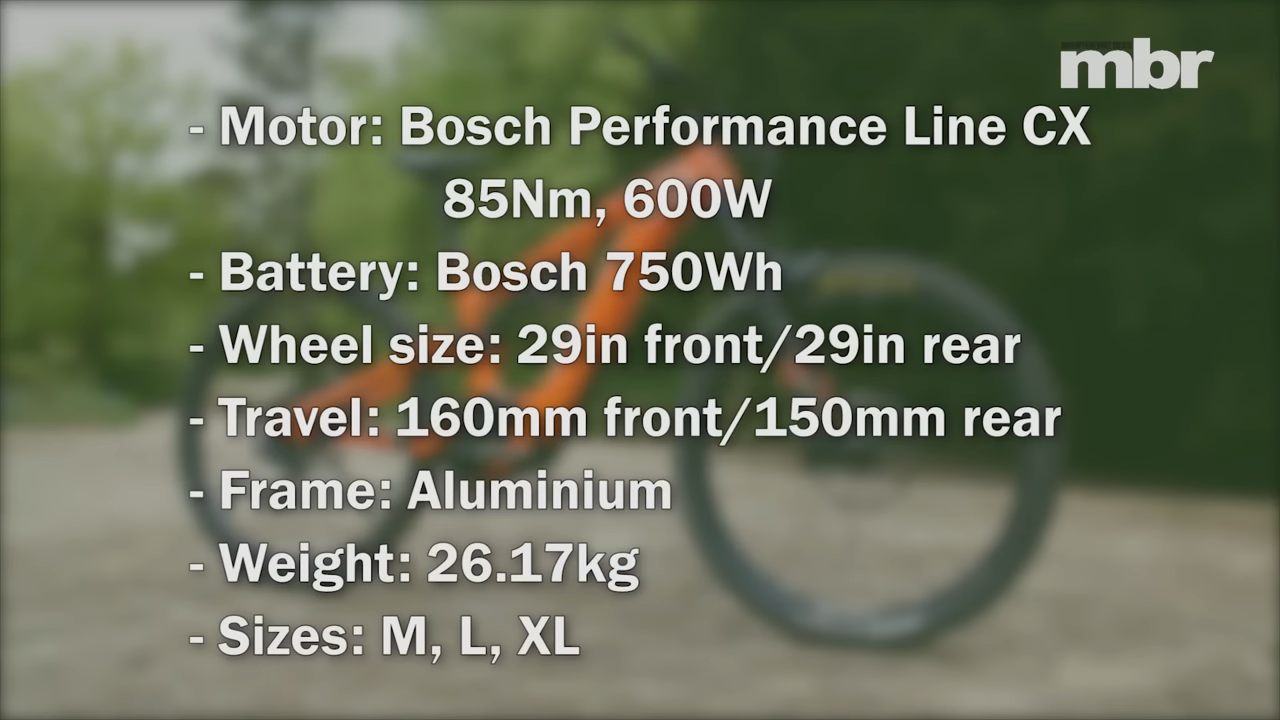 mbr
- Motor: Bosch Performance Line CX
85Nm, 600W
- Battery: Bosch 750Wh
- Wheel size: 29in front/29in rear
- Travel: 160mm front/150mm rear
- Frame: Aluminium
- Weight: 26.17kg
- Sizes: M, L, XL